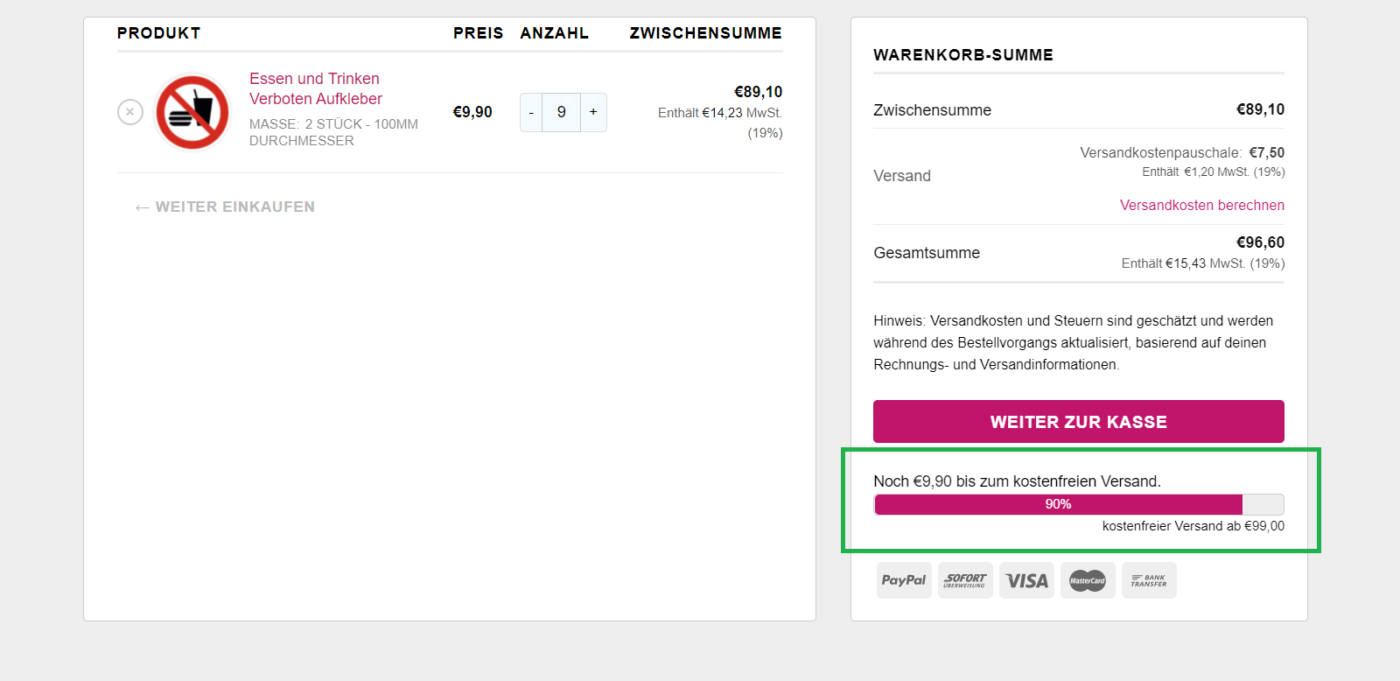 PRODUKT PREIS ANZAHL ZWISCHENSUMME
Essen und Trinken
Verboten Aufkleber
MASSE: 2 STÜCK - 100MM
DURCHMESSER
€9,90
- 9 +
€89,10
Enthält €14,23 MwSt.
(19%)
← WEITER EINKAUFEN
WARENKORB-SUMME
Zwischensumme €89,10
Versand
Versandkostenpauschale: €7,50
Enthält €1,20 MwSt. (19%)
Versandkosten berechnen
Gesamtsumme
€96,60
Enthält €15,43 MwSt. (19%)
Hinweis: Versandkosten und Steuern sind geschätzt und werden
während des Bestellvorgangs aktualisiert, basierend auf deinen
Rechnungs- und Versandinformationen.
WEITER ZUR KASSE
Noch €9,90 bis zum kostenfreien Versand.
90%
kostenfreier Versand ab €99,00
PayPal
SOFORT
ÜBERWEISUNG
VISA
MasterCard
BANK
TRANSFER